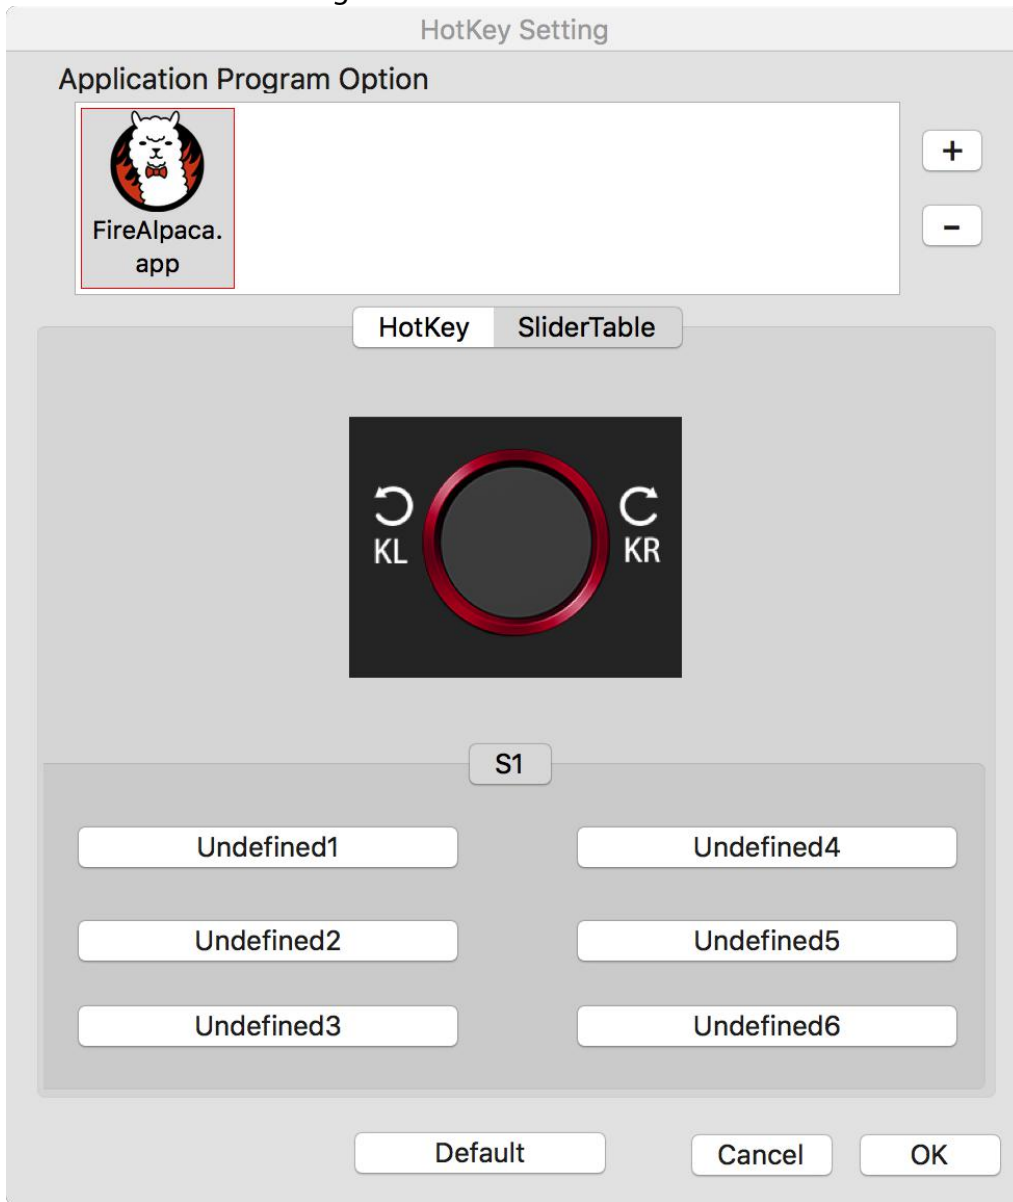 HotKey Setting
Application Program Option
FireAlpaca.
app
+
-
HotKey SliderTable
KL KR
S1
Undefined1 Undefined4
Undefined2 Undefined5
Undefined3 Undefined6
Default Cancel OK